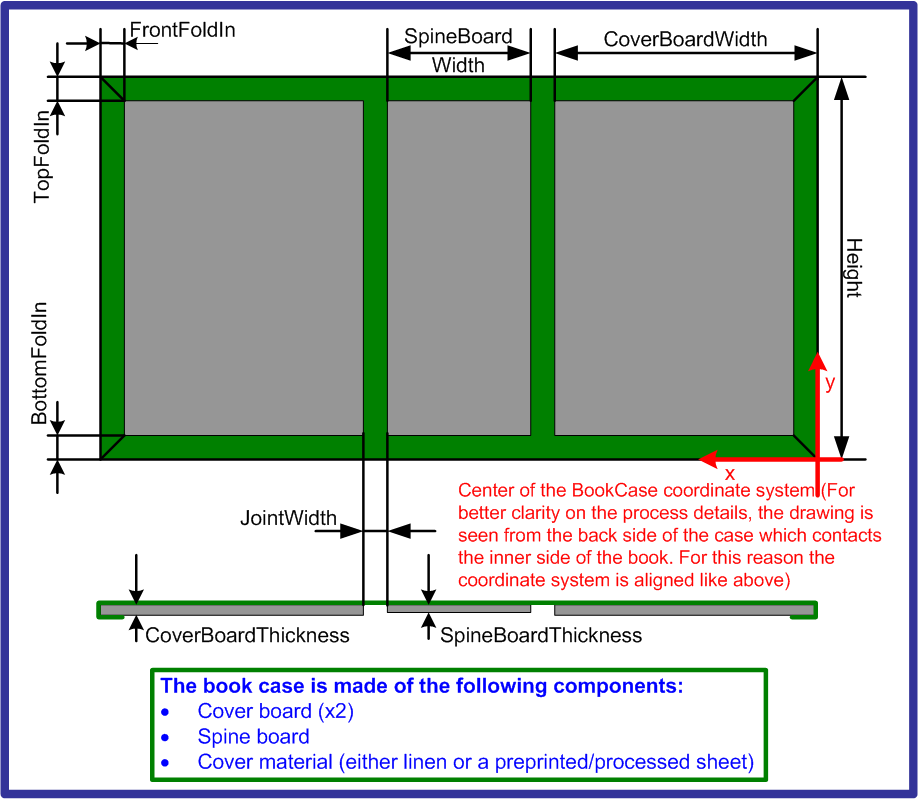 FrontFoldIn
SpineBoard
Width
CoverBoardWidth
TopFoldIn
Height
BottomFoldIn
y
x
Center of the BookCase coordinate system (For
better clarity on the process details, the drawing is
seen from the back side of the case which contacts
the inner side of the book. For this reason the
coordinate system is aligned like above)
JointWidth
CoverBoardThickness
SpineBoardThickness
The book case is made of the following components:
• Cover board (x2)
• Spine board
• Cover material (either linen or a preprinted/processed sheet)